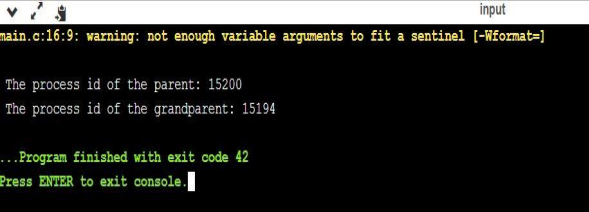 input
main.c:16:9: warning: not enough variable arguments to fit a sentinel [-Wformat=]
The process id of the parent: 15200
The process id of the grandparent: 15194
...Program finished with exit code 42
Press ENTER to exit console.